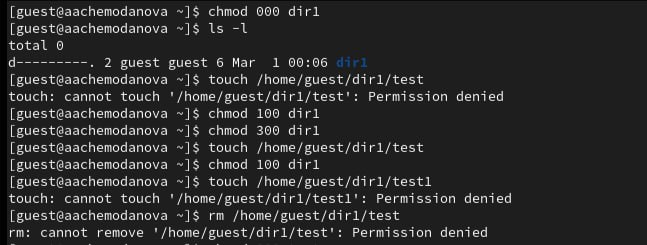 [guest@aachemodanova ~]$ chmod 000 dir1
[guest@aachemodanova ~]$ ls -l
total 0
d---------. 2 guest guest 6 Mar  1 00:06 dir1
[guest@aachemodanova ~]$ touch /home/guest/dir1/test
touch: cannot touch '/home/guest/dir1/test': Permission denied
[guest@aachemodanova ~]$ chmod 100 dir1
[guest@aachemodanova ~]$ chmod 300 dir1
[guest@aachemodanova ~]$ touch /home/guest/dir1/test
[guest@aachemodanova ~]$ chmod 100 dir1
[guest@aachemodanova ~]$ touch /home/guest/dir1/test1
touch: cannot touch '/home/guest/dir1/test1': Permission denied
[guest@aachemodanova ~]$ rm /home/guest/dir1/test
rm: cannot remove '/home/guest/dir1/test': Permission denied